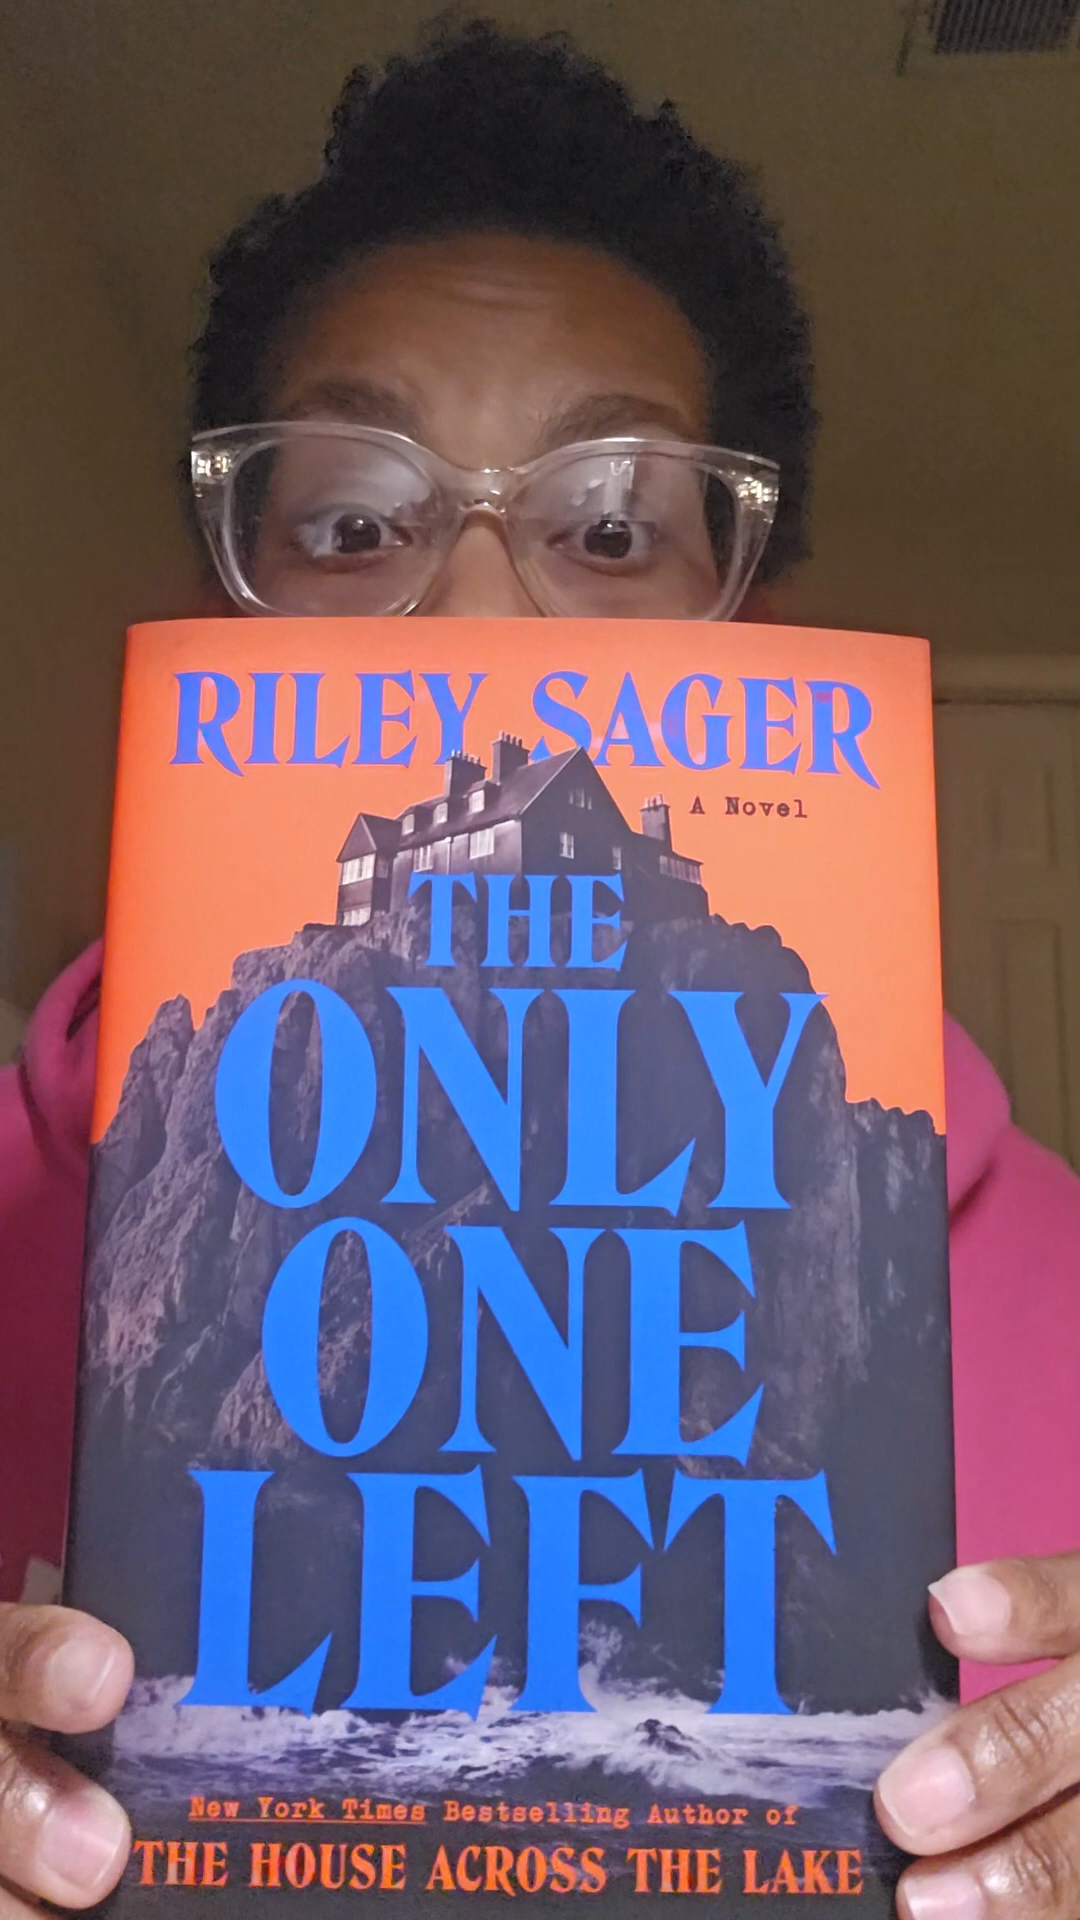 RILEY SAGER
A Novel
THE
ONLY
ONE
LEFT
New York Times Bestselling Author of
THE HOUSE ACROSS THE LAKE